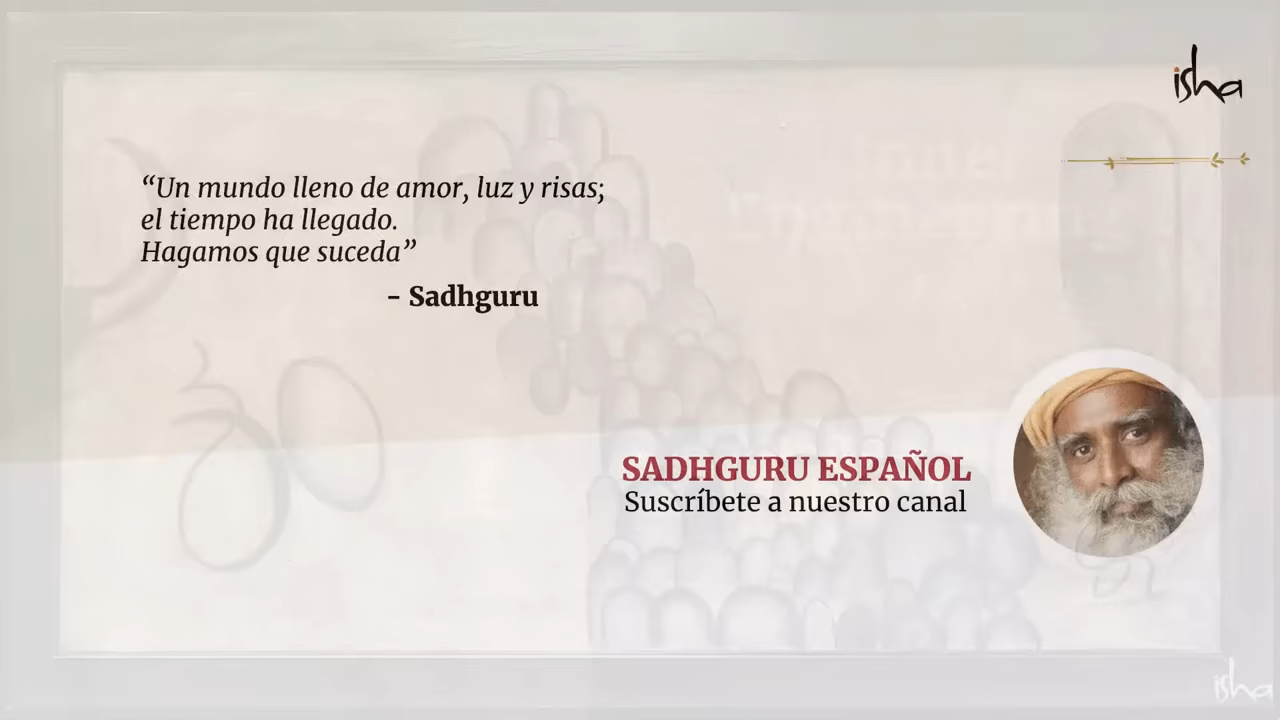 isha
“Un mundo lleno de amor, luz y risas;
el tiempo ha llegado.
Hagamos que suceda”
- Sadhguru
SADHGURU ESPAÑOL
Suscríbete a nuestro canal
isha